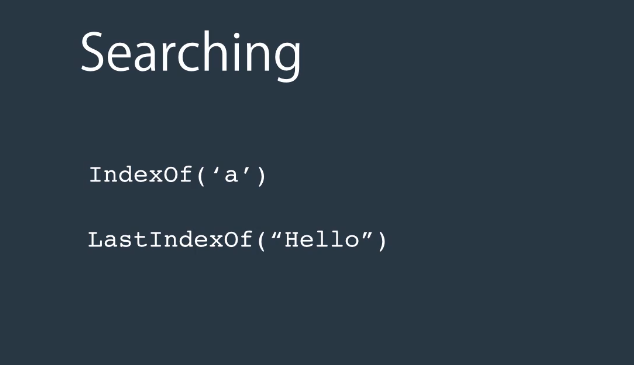 Searching
IndexOf(‘a’)
LastIndexOf(“Hello”)